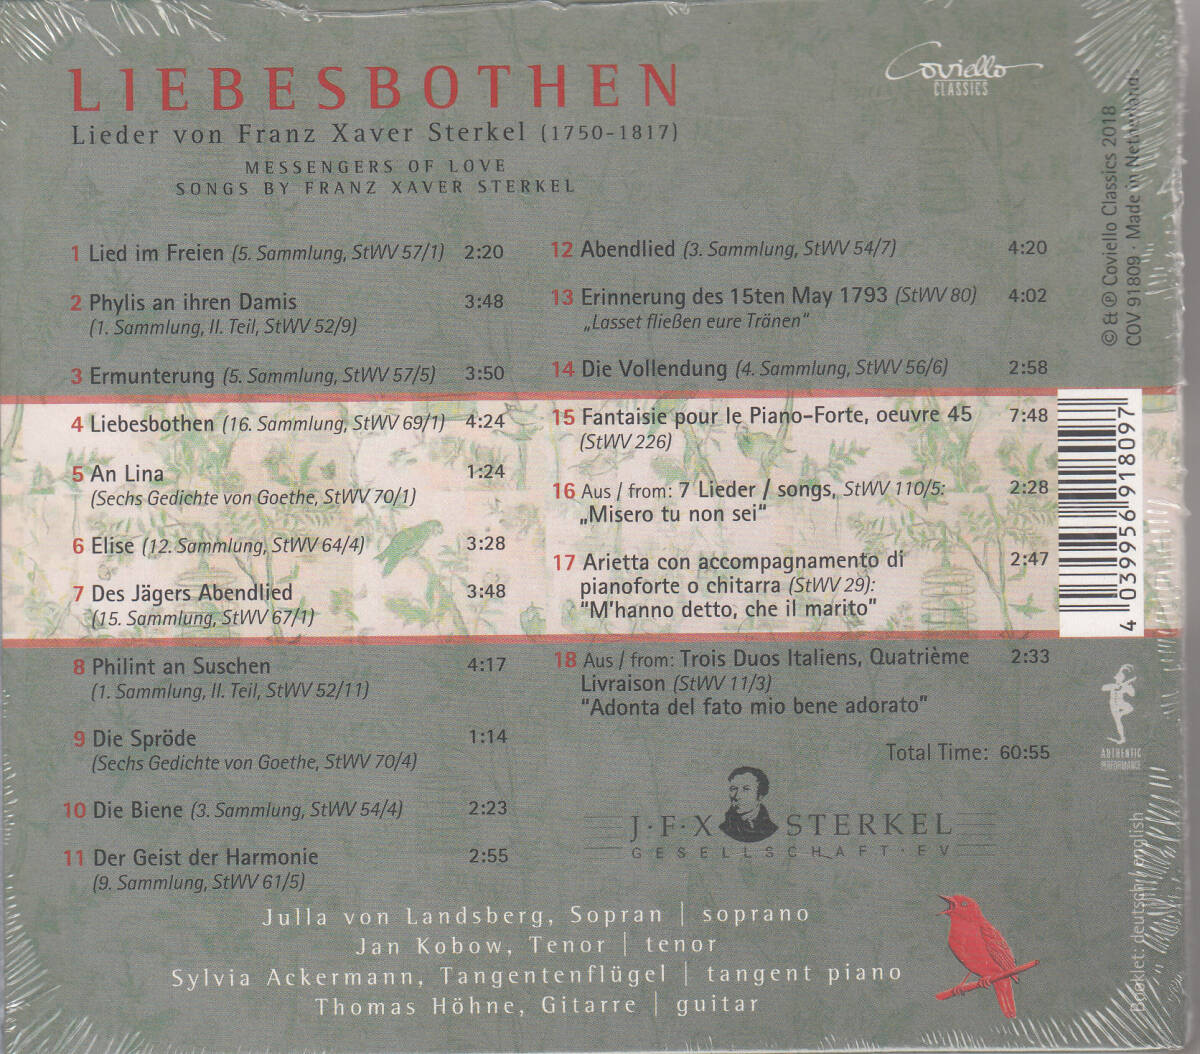 LIEBESBOTHEN
Lieder von Franz Xaver Sterkel (1750-1817)
MESSENGERS OF LOVE
SONGS BY FRANZ XAVER STERKEL
Coviello
CLASSICS
1 Lied im Freien (5. Sammlung, StWV 57/1) 2:20
2 Phylis an ihren Damis 3:48
(1. Sammlung, II. Teil, StWV 52/9)
3 Ermunterung (5. Sammlung, StWV 57/5) 3:50
4 Liebesbothen (16. Sammlung, StWV 69/1) 4:24
5 An Lina 1:24
(Sechs Gedichte von Goethe, StWV 70/1)
6 Elise (12. Sammlung, StWV 64/4) 3:28
7 Des Jägers Abendlied 3:48
(15. Sammlung, StWV 67/1)
8 Philint an Suschen 4:17
(1. Sammlung, II. Teil, StWV 52/11)
9 Die Spröde 1:14
(Sechs Gedichte von Goethe, StWV 70/4)
10 Die Biene (3. Sammlung, StWV 54/4) 2:23
11 Der Geist der Harmonie 2:55
(9. Sammlung, StWV 61/5)
12 Abendlied (3. Sammlung, StWV 54/7) 4:20
13 Erinnerung des 15ten May 1793 (StWV 80) 4:02
„Lasset fließen eure Tränen“
14 Die Vollendung (4. Sammlung, StWV 56/6) 2:58
15 Fantaisie pour le Piano-Forte, oeuvre 45 7:48
(StWV 226)
16 Aus / from: 7 Lieder / songs, StWV 110/5: 2:28
„Misero tu non sei“
17 Arietta con accompagnamento di 2:47
pianoforte o chitarra (StWV 29):
“M'hanno detto, che il marito”
18 Aus / from: Trois Duos Italiens, Quatrième 2:33
Livraison (StWV 11/3)
“Adonta del fato mio bene adorato”
Total Time: 60:55
J·F·X STERKEL
GESELLSCHAFT·EV
Julla von Landsberg, Sopran | soprano
Jan Kobow, Tenor | tenor
Sylvia Ackermann, Tangentenflügel | tangent piano
Thomas Höhne, Gitarre | guitar
© & ℗ Coviello Classics 2018
COV 91809 · Made in Netherlands
4 039956 918097
AUTHENTIC
PERFORMANCE
Booklet: deutsch / english